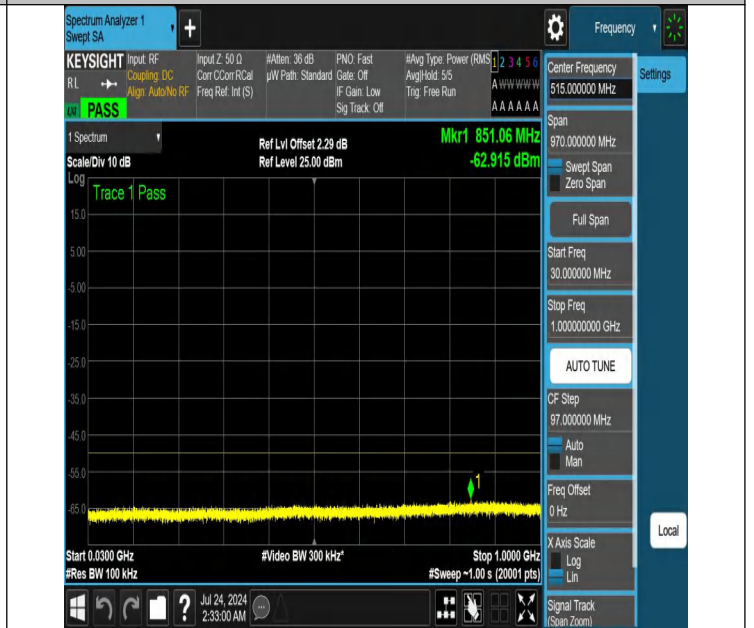 Spectrum Analyzer 1
Swept SA
+
Frequency
KEYSIGHT
RL
PASS
Input: RF
Coupling: DC
Align: Auto/No RF
Input Z: 50 Ω
Corr CCorr RCal
Freq Ref: Int (S)
#Atten: 36 dB
µW Path: Standard
PNO: Fast
Gate: Off
IF Gain: Low
Sig Track: Off
#Avg Type: Power (RMS
Avg|Hold: 5/5
Trig: Free Run
1 2 3 4 5 6
A W W W W W
A A A A A A
1 Spectrum
Scale/Div 10 dB
Ref Lvl Offset 2.29 dB
Ref Level 25.00 dBm
Mkr1 851.06 MHz
-62.915 dBm
Log
Trace 1 Pass
15.0
5.00
-5.00
-15.0
-25.0
-35.0
-45.0
-55.0
-65.0
1
Start 0.0300 GHz
#Res BW 100 kHz
#Video BW 300 kHz*
Stop 1.0000 GHz
#Sweep ~1.00 s (20001 pts)
Jul 24, 2024
2:33:00 AM
?
Center Frequency
515.000000 MHz
Settings
Span
970.000000 MHz
Swept Span
Zero Span
Full Span
Start Freq
30.000000 MHz
Stop Freq
1.000000000 GHz
AUTO TUNE
CF Step
97.000000 MHz
Auto
Man
Freq Offset
0 Hz
X Axis Scale
Log
Lin
Local
Signal Track
(Span Zoom)